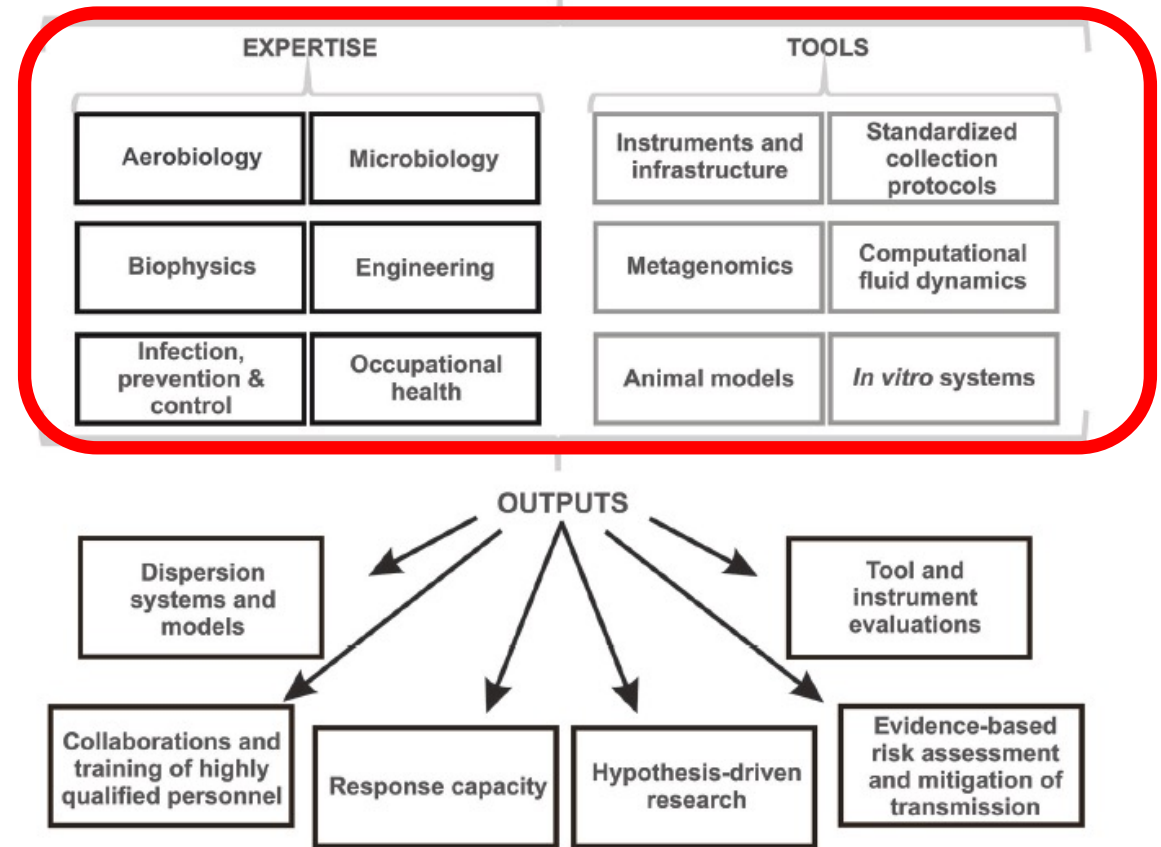 EXPERTISE
TOOLS
Aerobiology
Microbiology
Instruments and
infrastructure
Standardized
collection
protocols
Biophysics
Engineering
Metagenomics
Computational
fluid dynamics
Infection,
prevention &
control
Occupational
health
Animal models
In vitro systems
OUTPUTS
Dispersion
systems and
models
Tool and
instrument
evaluations
Collaborations and
training of highly
qualified personnel
Response capacity
Hypothesis-driven
research
Evidence-based
risk assessment
and mitigation of
transmission